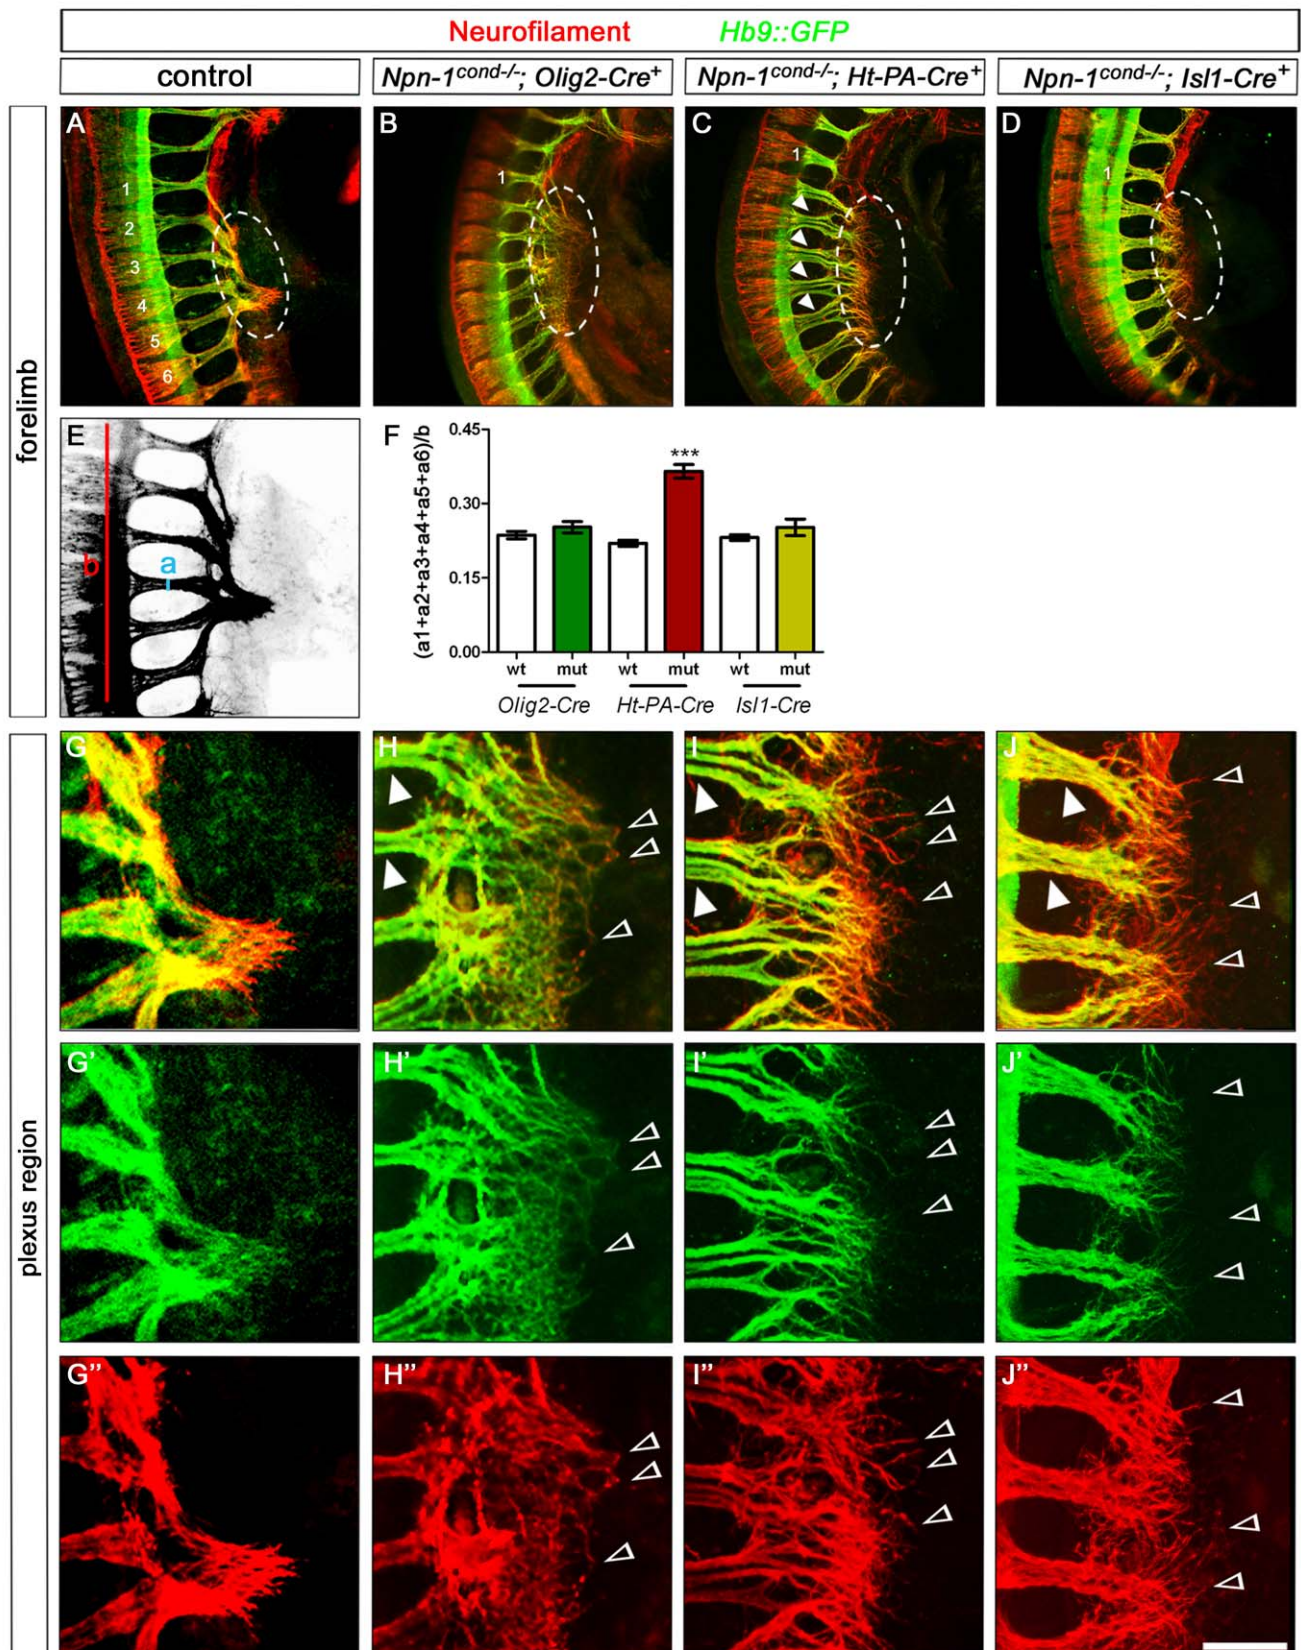 Neurofilament Hb9::GFP
control Npn-1cond-/-; Olig2-Cre+ Npn-1cond-/-; Ht-PA-Cre+ Npn-1cond-/-; Isl1-Cre+
forelimb
A B C D
1 2 3 4 5 6
1
1
1
E
b a
F
(a1+a2+a3+a4+a5+a6)/b
0.45
0.30
0.15
0.00
***
wt mut wt mut wt mut
Olig2-Cre Ht-PA-Cre Isl1-Cre
plexus region
G H I J
G' H' I' J'
G'' H'' I'' J''